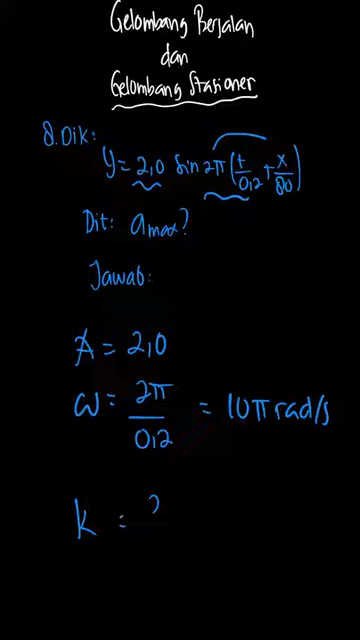 Gelombang Berjalan
dan
Gelombang Stasioner
8. Dik:
y = 2,0 sin 2π (t/0,2 + x/80)
Dit: amax?
Jawab:
A = 2,0
ω = 2π/0,2 = 10π rad/s
k = 2